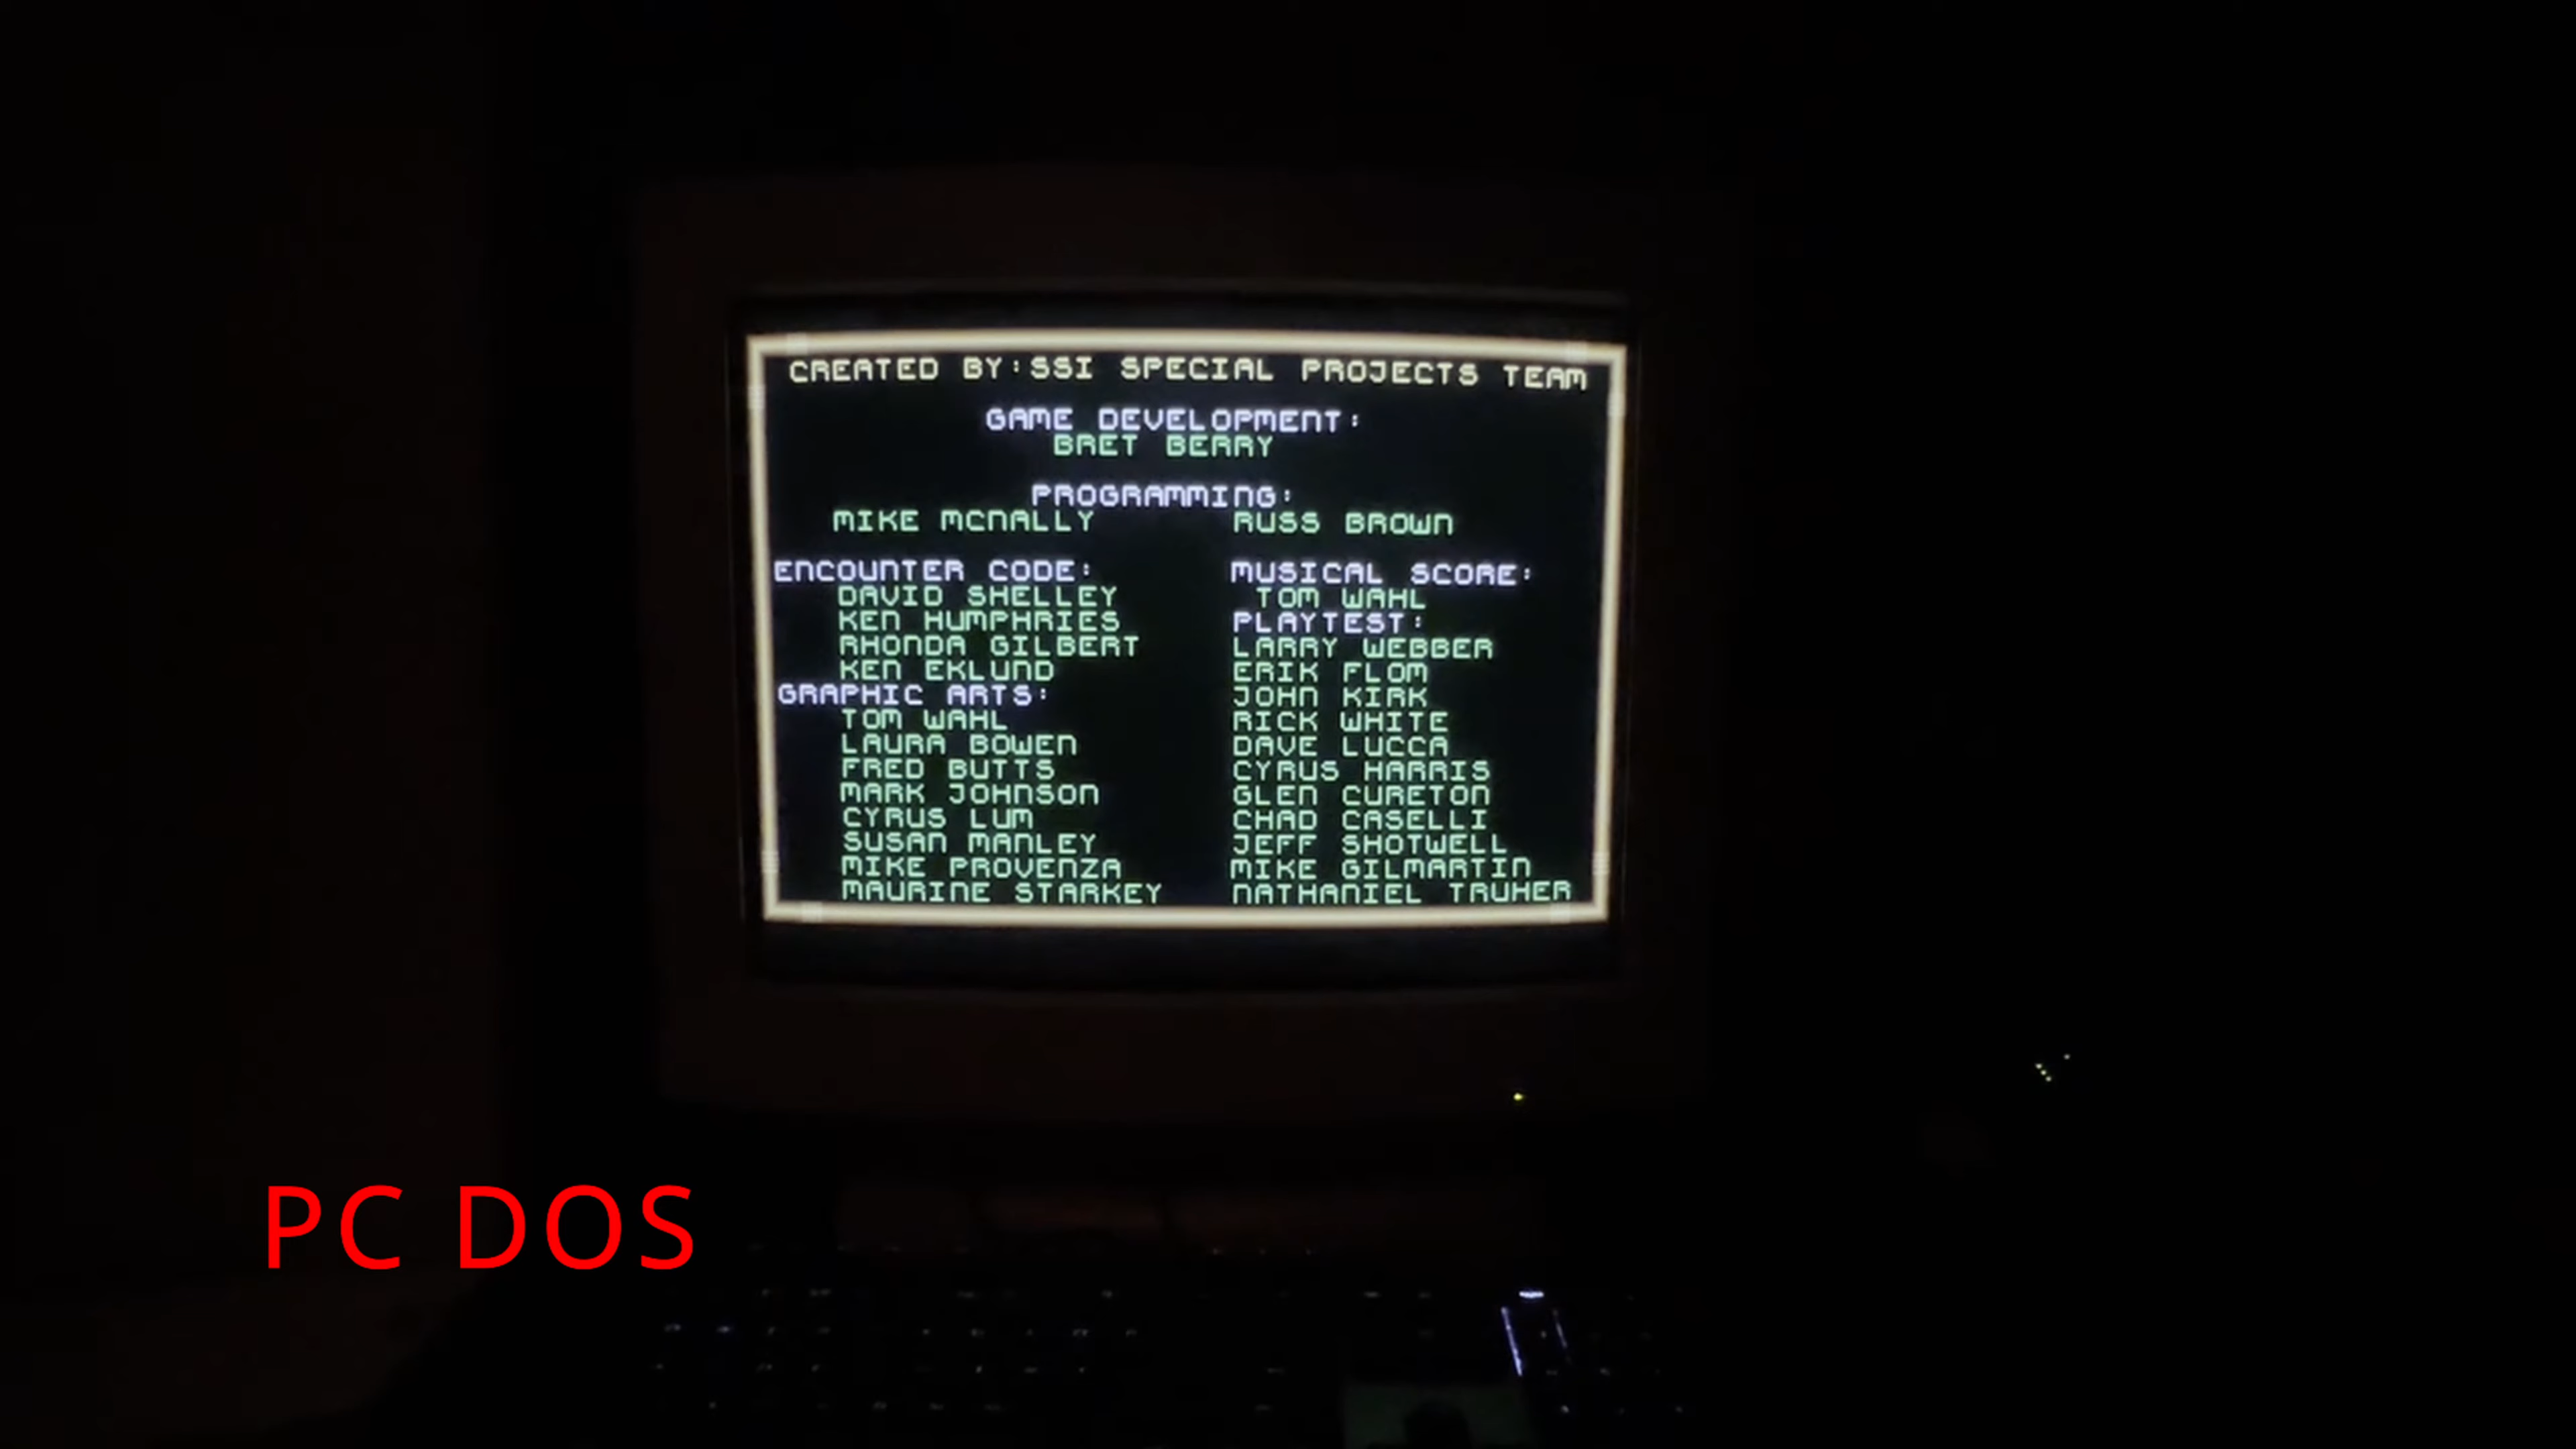 CREATED BY:SSI SPECIAL PROJECTS TEAM
GAME DEVELOPMENT:
BRET BERRY
PROGRAMMING:
MIKE MCNALLY
RUSS BROWN
ENCOUNTER CODE:
DAVID SHELLEY
KEN HUMPHRIES
RHONDA GILBERT
KEN EKLUND
GRAPHIC ARTS:
TOM WAHL
LAURA BOWEN
FRED BUTTS
MARK JOHNSON
CYRUS LUM
SUSAN MANLEY
MIKE PROVENZA
MAURINE STARKEY
MUSICAL SCORE:
TOM WAHL
PLAYTEST:
LARRY WEBBER
ERIK FLOM
JOHN KIRK
RICK WHITE
DAVE LUCCA
CYRUS HARRIS
GLEN CURETON
CHAD CASELLI
JEFF SHOTWELL
MIKE GILMARTIN
NATHANIEL TRUHER
PC DOS